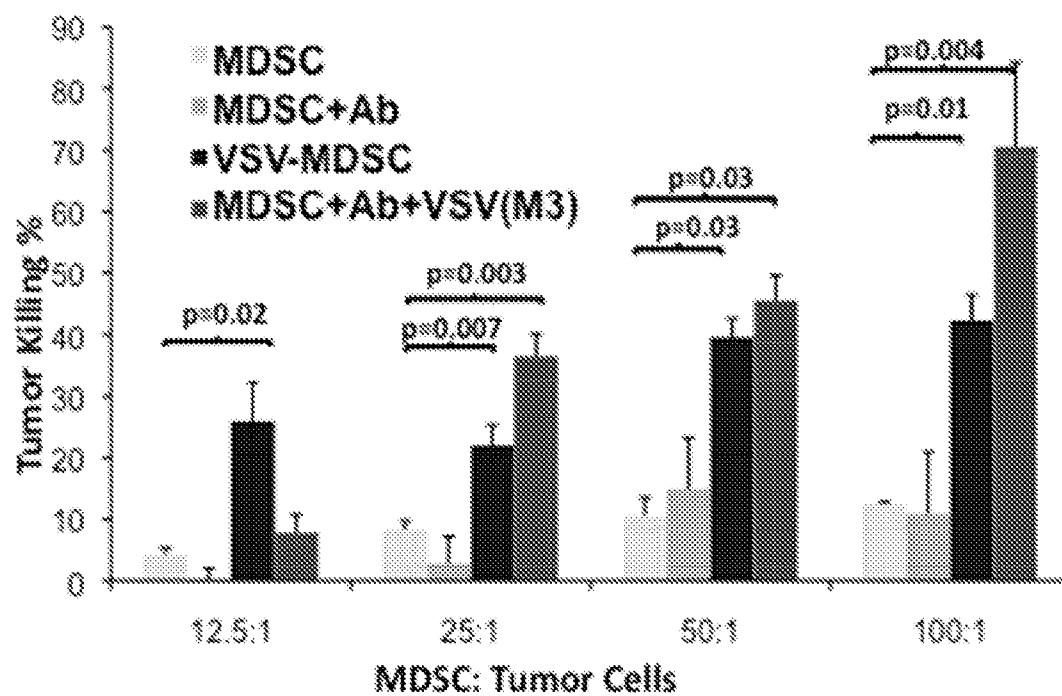 90
80
70
60
50
40
30
20
10
0
Tumor Killing %
MDSC
MDSC+Ab
VSV-MDSC
MDSC+Ab+VSV(M3)
p=0.02
p=0.003
p=0.007
p=0.03
p=0.03
p=0.004
p=0.01
12.5:1 25:1 50:1 100:1
MDSC: Tumor Cells